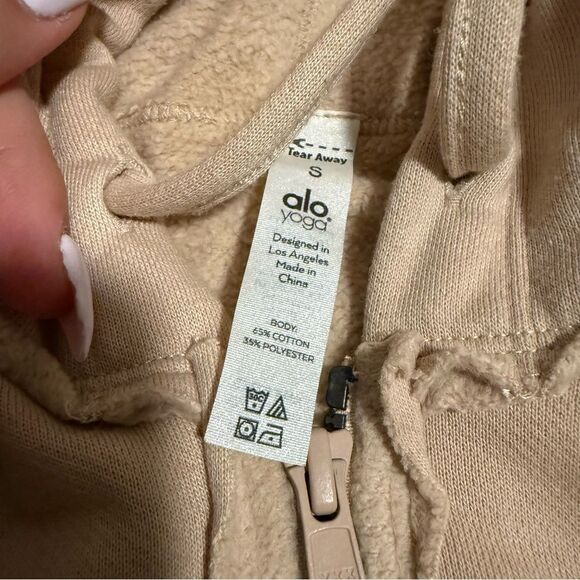 Tear Away
S
alo
yoga
Designed in
Los Angeles
Made in
China
BODY:
65% COTTON
35% POLYESTER